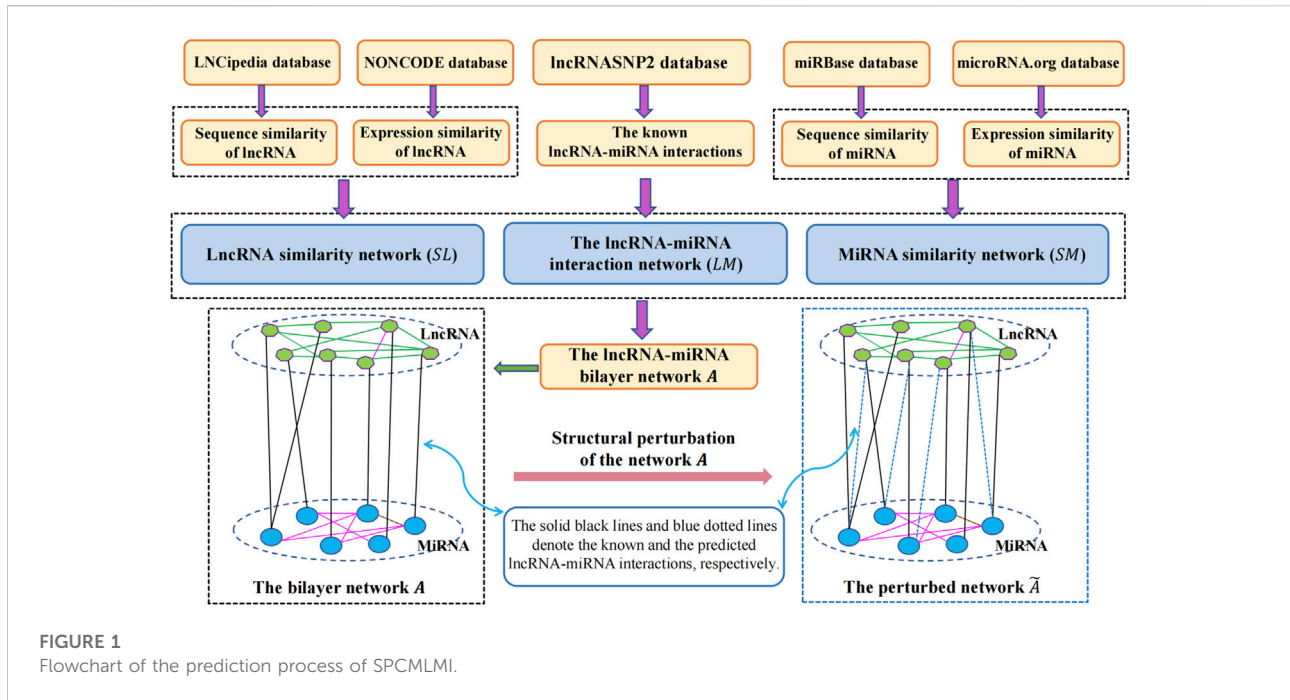 LNCipedia database
NONCODE database
lncRNASNP2 database
miRBase database
microRNA.org database
Sequence similarity
of lncRNA
Expression similarity
of lncRNA
The known
lncRNA-miRNA interactions
Sequence similarity
of miRNA
Expression similarity
of miRNA
LncRNA similarity network (SL)
The lncRNA-miRNA
interaction network (LM)
MiRNA similarity network (SM)
LncRNA
MiRNA
The bilayer network A
The lncRNA-miRNA
bilayer network A
Structural perturbation
of the network A
The solid black lines and blue dotted lines
denote the known and the predicted
lncRNA-miRNA interactions, respectively.
LncRNA
MiRNA
The perturbed network Ã
FIGURE 1
Flowchart of the prediction process of SPCMLMI.